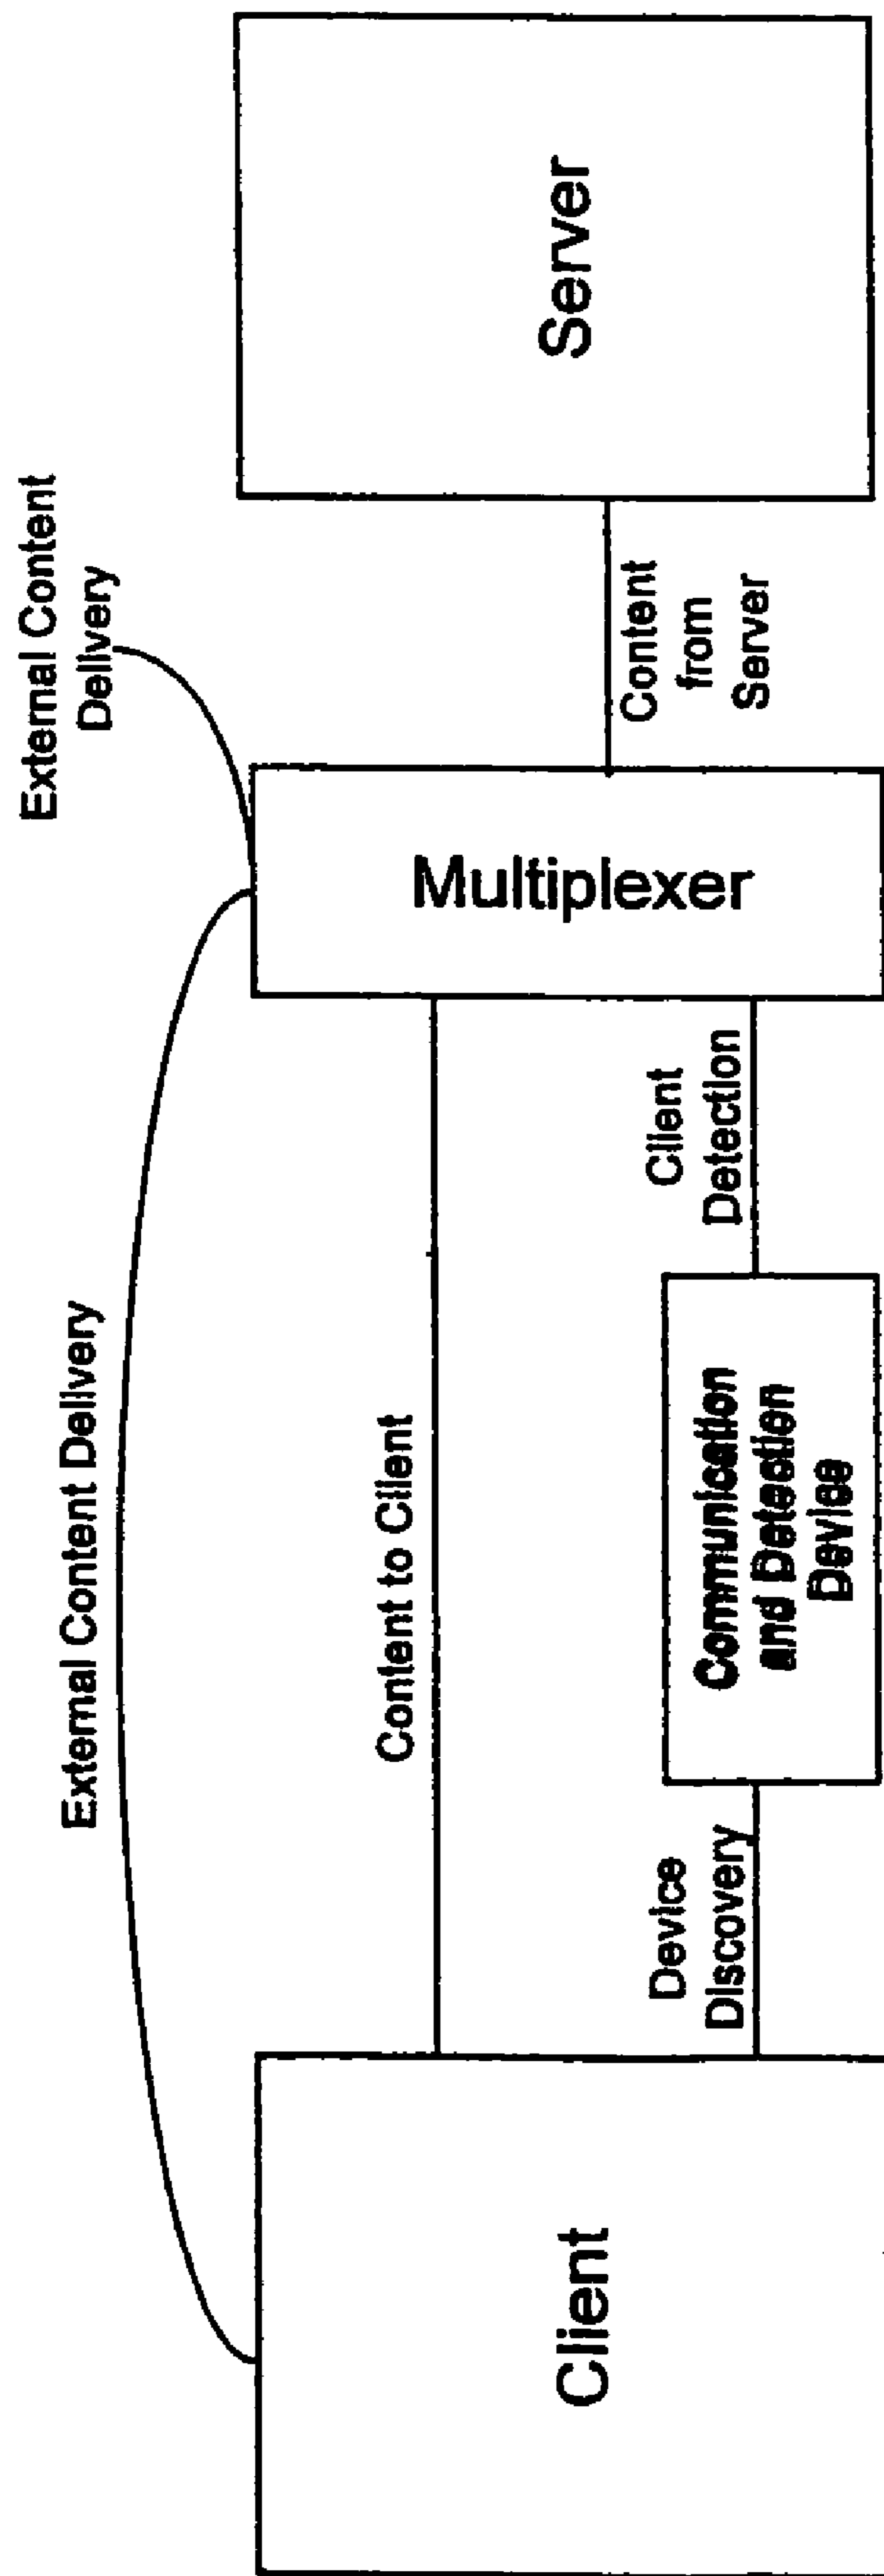 External Content
Delivery
External Content Delivery
Content to Client
Client
Device
Discovery
Communication
and Detection
Device
Client
Detection
Multiplexer
Content
from
Server
Server